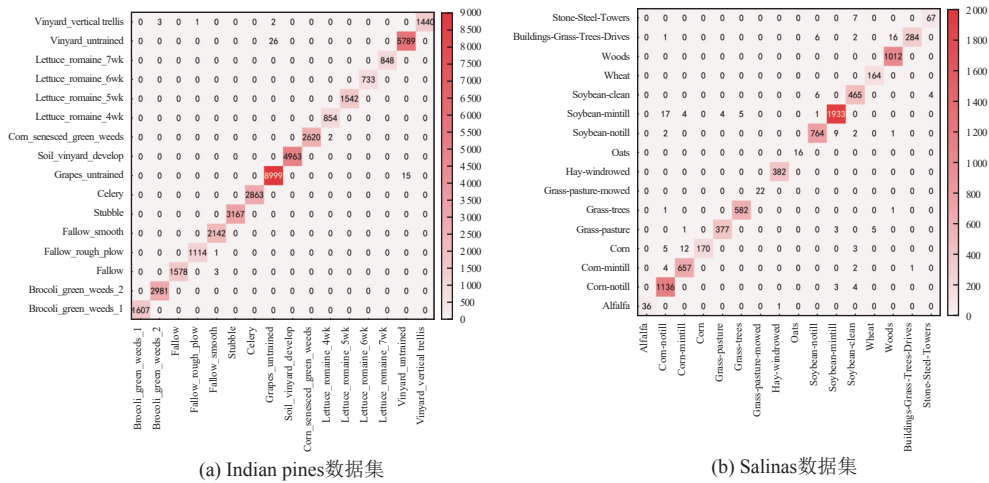 Vinyard_vertical trellis 0 3 0 1 0 0 0 2 0 0 0 0 0 0 0 1440
Vinyard_untrained 0 0 0 0 0 0 0 26 0 0 0 0 0 0 5789 0
Lettuce_romaine_7wk 0 0 0 0 0 0 0 0 0 0 0 0 0 848 0 0
Lettuce_romaine_6wk 0 0 0 0 0 0 0 0 0 0 0 0 733 0 0 0
Lettuce_romaine_5wk 0 0 0 0 0 0 0 0 0 0 0 1542 0 0 0 0
Lettuce_romaine_4wk 0 0 0 0 0 0 0 0 0 0 854 0 0 0 0 0
Corn_senesced_green_weeds 0 0 0 0 0 0 0 0 0 2620 2 0 0 0 0 0
Soil_vinyard_develop 0 0 0 0 0 0 0 0 4963 0 0 0 0 0 0 0
Grapes_untrained 0 0 0 0 0 0 0 8999 0 0 0 0 0 0 15 0
Celery 0 0 0 0 0 0 2863 0 0 0 0 0 0 0 0 0
Stubble 0 0 0 0 0 3167 0 0 0 0 0 0 0 0 0 0
Fallow_smooth 0 0 0 0 2142 0 0 0 0 0 0 0 0 0 0 0
Fallow_rough_plow 0 0 0 1114 1 0 0 0 0 0 0 0 0 0 0 0
Fallow 0 0 1578 0 3 0 0 0 0 0 0 0 0 0 0 0
Brocoli_green_weeds_2 0 2981 0 0 0 0 0 0 0 0 0 0 0 0 0 0
Brocoli_green_weeds_1 1607 0 0 0 0 0 0 0 0 0 0 0 0 0 0 0
Brocoli_green_weeds_1
Brocoli_green_weeds_2
Fallow
Fallow_rough_plow
Fallow_smooth
Stubble
Celery
Grapes_untrained
Soil_vinyard_develop
Corn_senesced_green_weeds
Lettuce_romaine_4wk
Lettuce_romaine_5wk
Lettuce_romaine_6wk
Lettuce_romaine_7wk
Vinyard_untrained
Vinyard_vertical trellis
9000
8500
8000
7500
7000
6500
6000
5500
5000
4500
4000
3500
3000
2500
2000
1500
1000
500
0
(a) Indian pines数据集
Stone-Steel-Towers 0 0 0 0 0 0 0 0 0 0 0 7 0 0 0 67
Buildings-Grass-Trees-Drives 0 1 0 0 0 0 0 0 0 6 0 2 0 16 284 0
Woods 0 0 0 0 0 0 0 0 0 0 0 0 0 1012 0 0
Wheat 0 0 0 0 0 0 0 0 0 0 0 0 164 0 0 0
Soybean-clean 0 0 0 0 0 0 0 0 0 6 0 465 0 0 0 4
Soybean-mintill 0 17 4 0 4 5 0 0 0 1 1933 0 0 0 0 0
Soybean-notill 0 2 0 0 0 0 0 0 0 764 9 2 0 1 0 0
Oats 0 0 0 0 0 0 0 0 16 0 0 0 0 0 0 0
Hay-windrowed 0 0 0 0 0 0 0 382 0 0 0 0 0 0 0 0
Grass-pasture-mowed 0 0 0 0 0 0 22 0 0 0 0 0 0 0 0 0
Grass-trees 0 1 0 0 0 582 0 0 0 0 0 0 0 1 0 0
Grass-pasture 0 0 1 0 377 0 0 0 0 0 3 0 5 0 0 0
Corn 0 5 12 170 0 0 0 0 0 0 0 3 0 0 0 0
Corn-mintill 0 4 657 0 0 0 0 0 0 0 0 2 0 0 1 0
Corn-notill 0 1136 0 0 0 0 0 0 0 0 3 4 0 0 0 0
Alfalfa 36 0 0 0 0 0 0 1 0 0 0 0 0 0 0 0
Alfalfa
Corn-notill
Corn-mintill
Corn
Grass-pasture
Grass-trees
Grass-pasture-mowed
Hay-windrowed
Oats
Soybean-notill
Soybean-mintill
Soybean-clean
Wheat
Woods
Buildings-Grass-Trees-Drives
Stone-Steel-Towers
2 000
1 800
1 600
1 400
1 200
1 000
800
600
400
200
0
(b) Salinas数据集